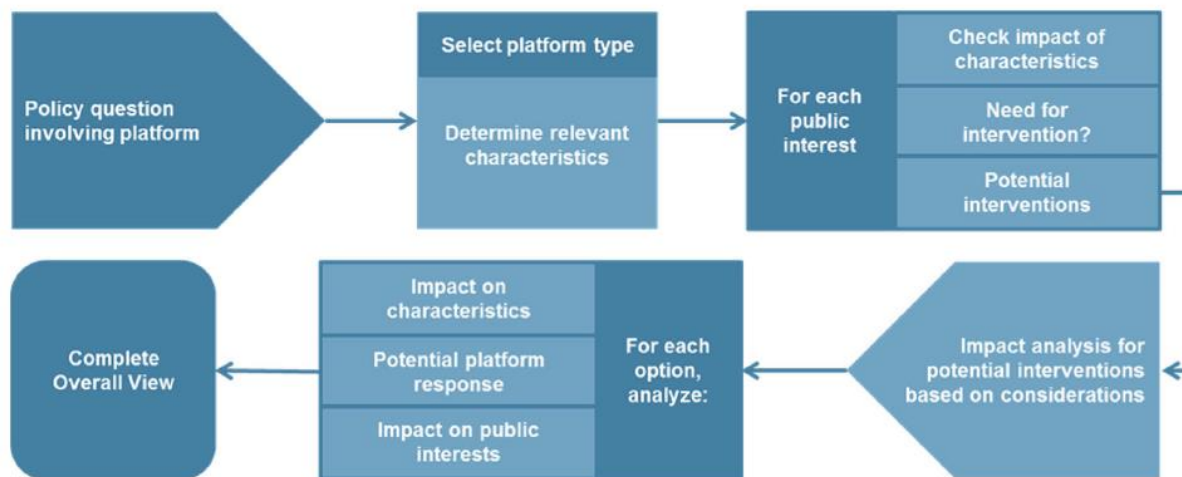 Policy question
involving platform
Select platform type
Determine relevant
characteristics
For each
public
interest
Check impact of
characteristics
Need for
intervention?
Potential
interventions
Impact analysis for
potential interventions
based on considerations
For each
option,
analyze:
Impact on
characteristics
Potential platform
response
Impact on public
interests
Complete
Overall View